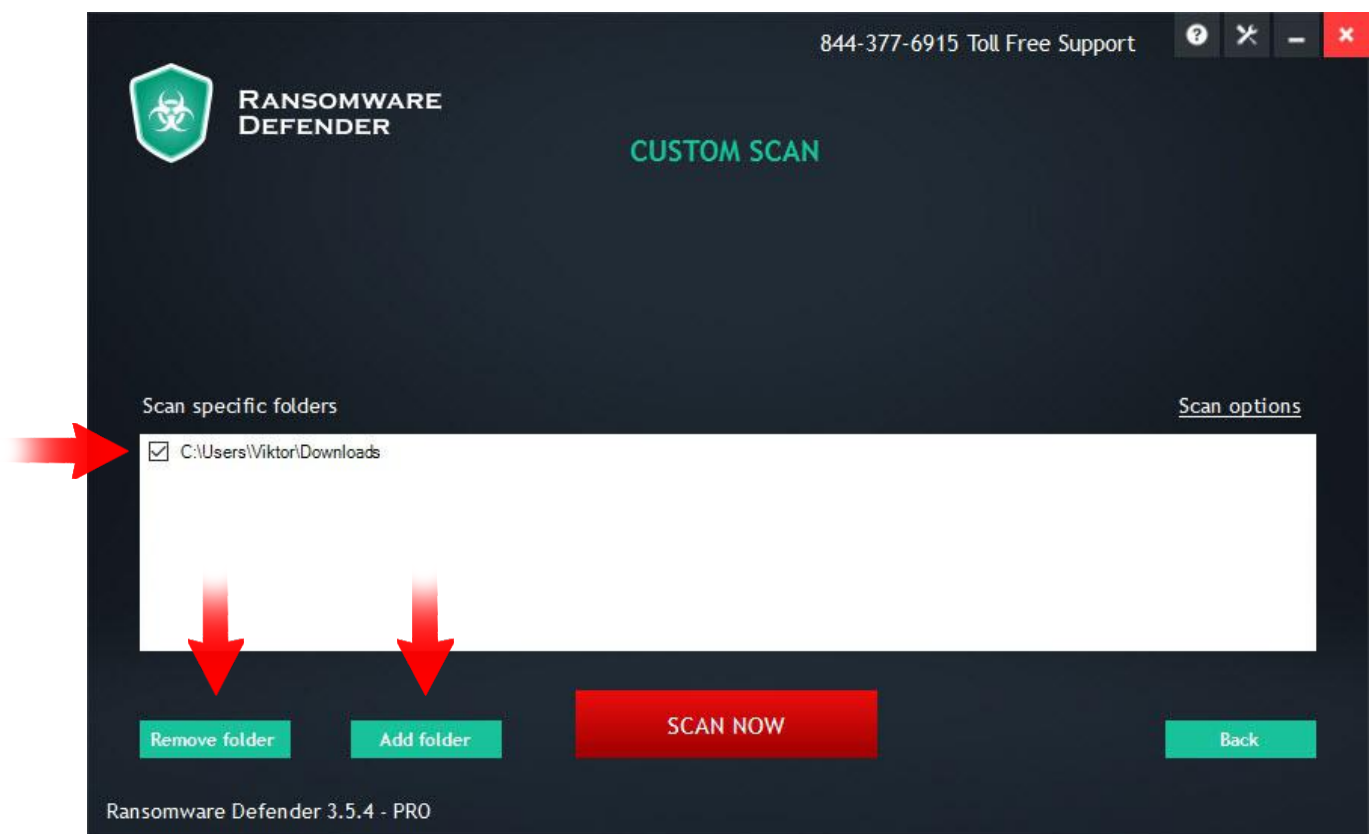 844-377-6915 Toll Free Support
RANSOMWARE
DEFENDER
CUSTOM SCAN
Scan specific folders
Scan options
C:\Users\Viktor\Downloads
Remove folder
Add folder
SCAN NOW
Back
Ransomware Defender 3.5.4 - PRO